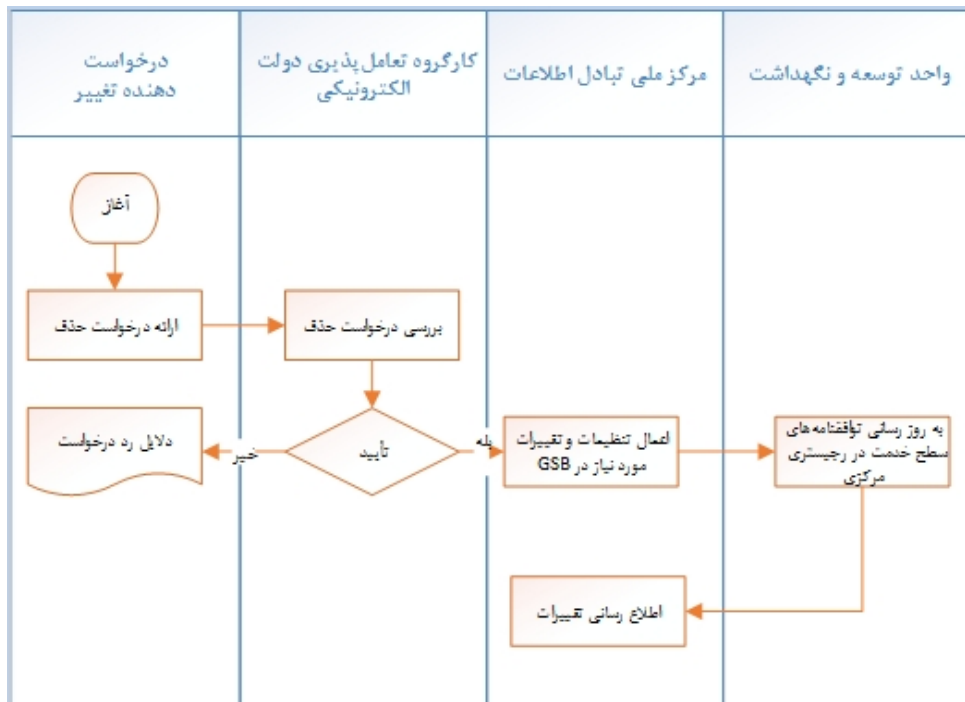 درخواست
دهنده تغییر
کارگروه تعامل‌پذیری دولت
الکترونیکی
مرکز ملی تبادل اطلاعات
واحد توسعه و نگهداشت
آغاز
ارائه درخواست حذف
بررسی درخواست حذف
دلایل رد درخواست
خیر
تأیید
بله
اعمال تنظیمات و تغییرات
مورد نیاز در GSB
به روز رسانی توافقنامه‌های
سطح خدمت در رجیستری
مرکزی
اطلاع رسانی تغییرات